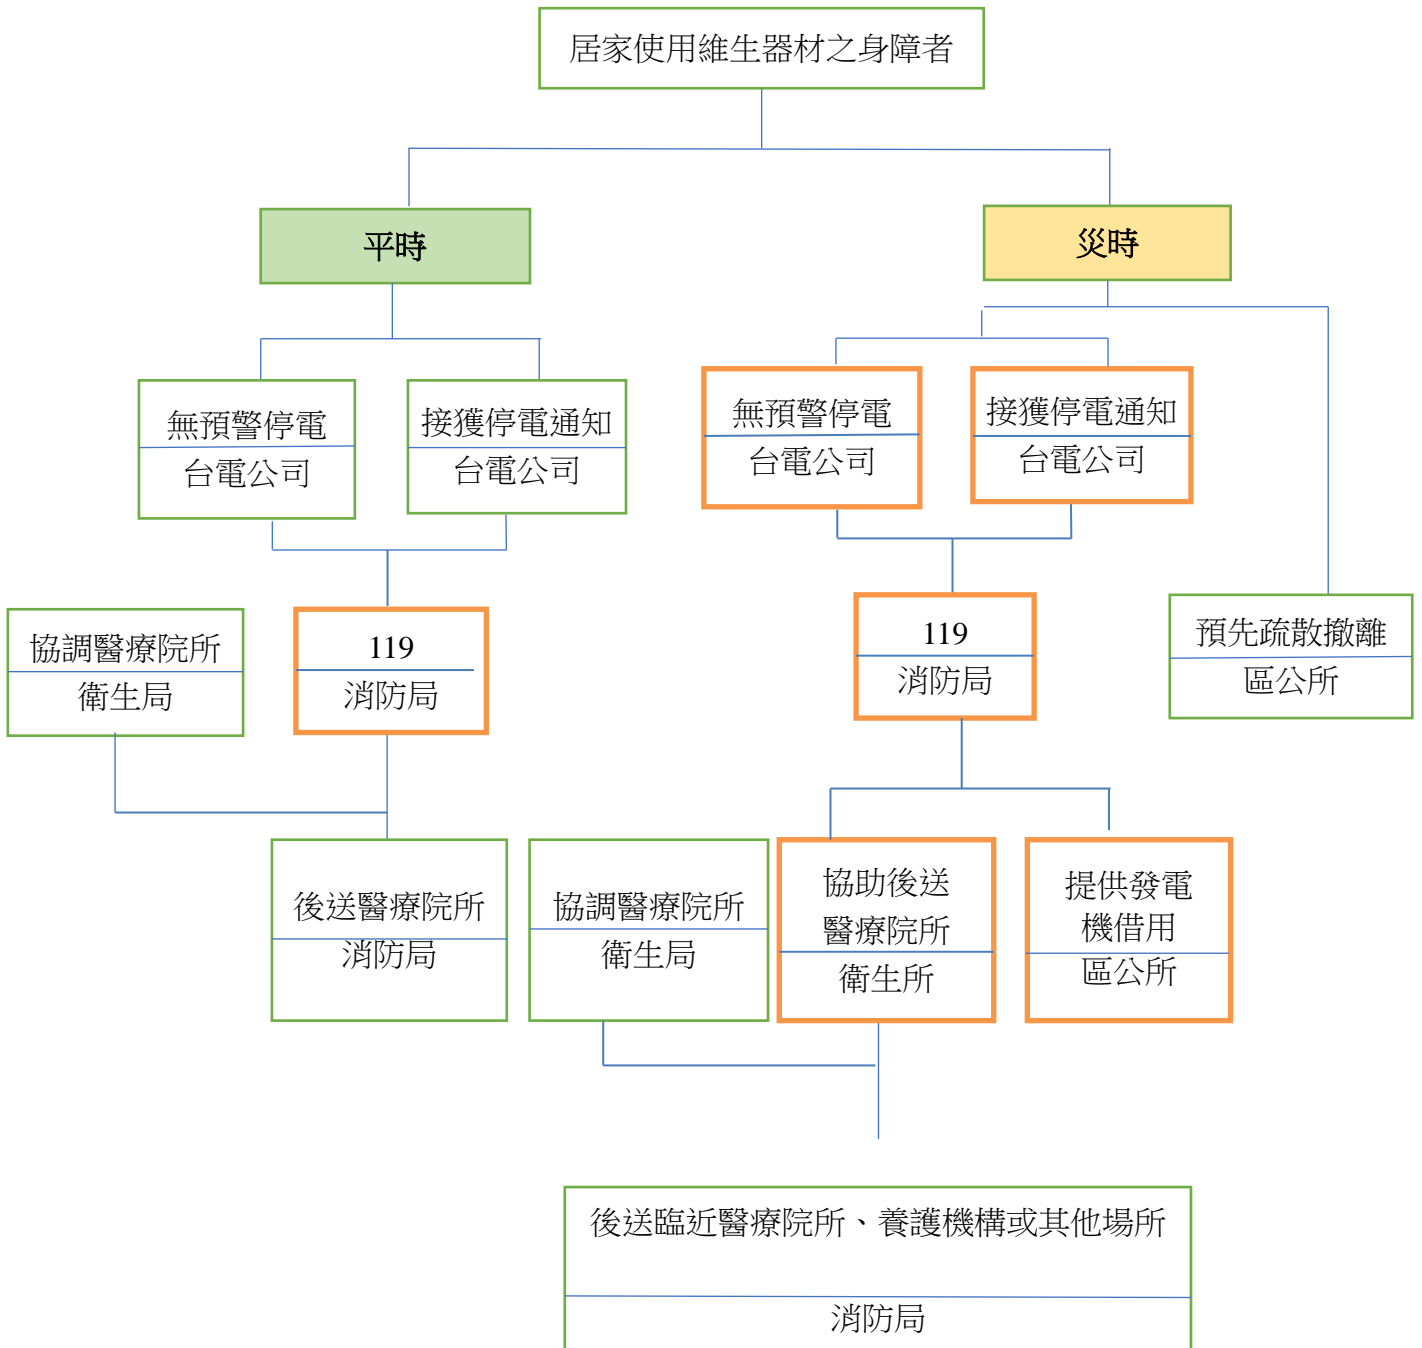 居家使用維生器材之身障者
平時
災時
無預警停電
台電公司
接獲停電通知
台電公司
無預警停電
台電公司
接獲停電通知
台電公司
協調醫療院所
衛生局
119
消防局
119
消防局
預先疏散撤離
區公所
後送醫療院所
消防局
協調醫療院所
衛生局
協助後送
醫療院所
衛生所
提供發電
機借用
區公所
後送臨近醫療院所、養護機構或其他場所
消防局